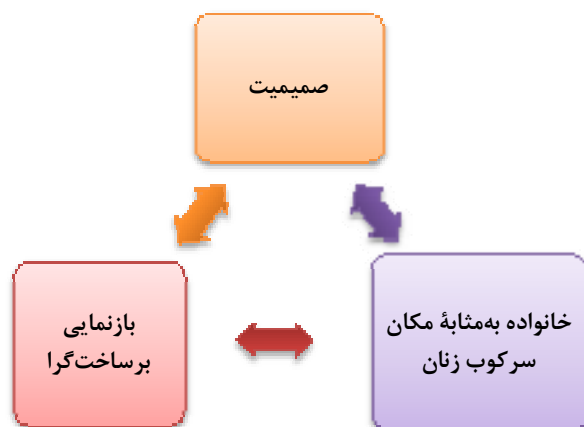 صمیمیت
خانواده به‌مثابهٔ مکان
سرکوب زنان
بازنمایی
برساخت‌گرا